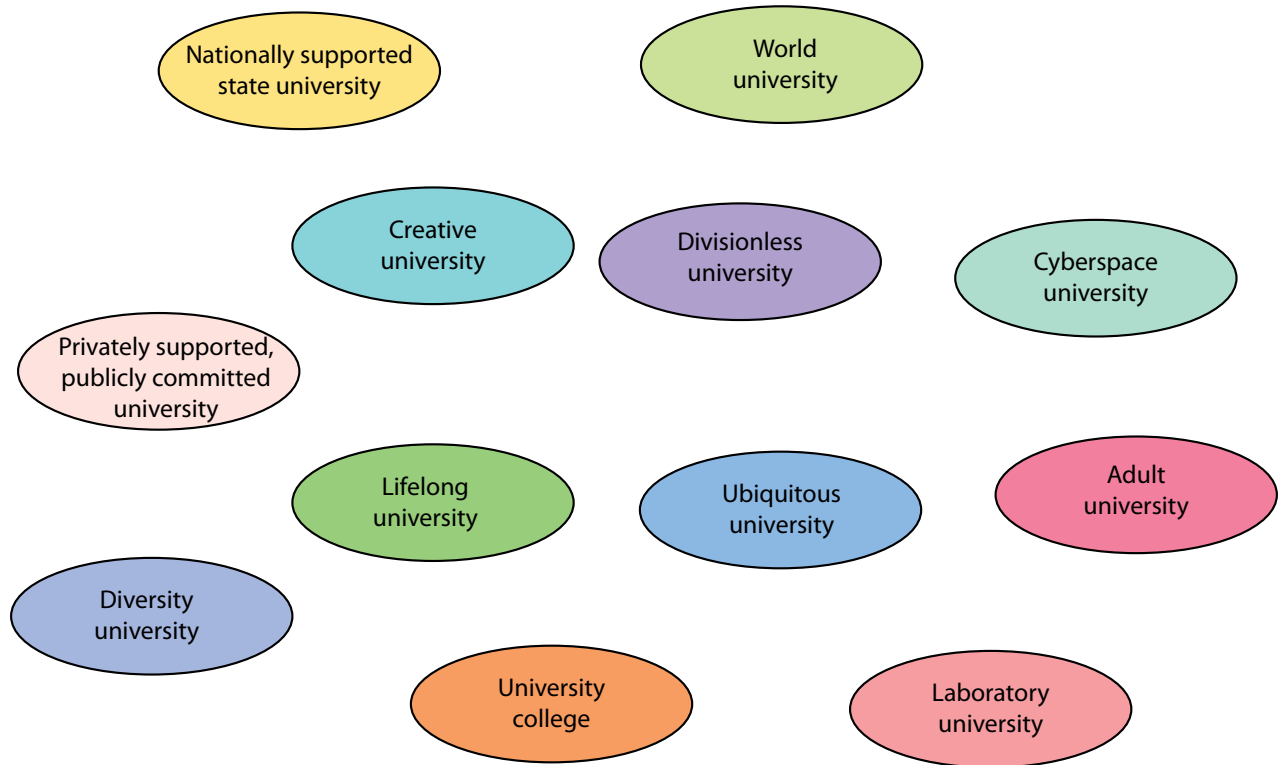 Nationally supported
state university
World
university
Creative
university
Divisionless
university
Cyberspace
university
Privately supported,
publicly committed
university
Lifelong
university
Ubiquitous
university
Adult
university
Diversity
university
University
college
Laboratory
university